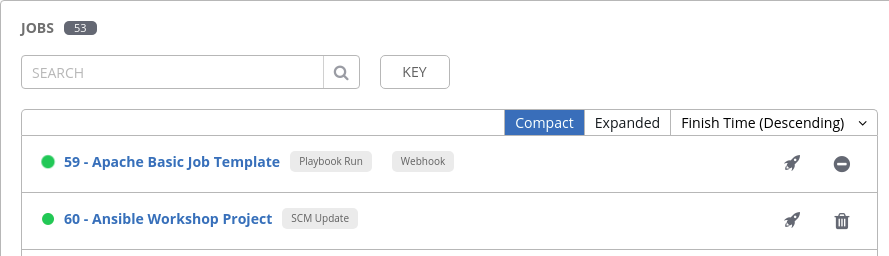 JOBS 53
SEARCH KEY
Compact Expanded Finish Time (Descending)
59 - Apache Basic Job Template Playbook Run Webhook
60 - Ansible Workshop Project SCM Update